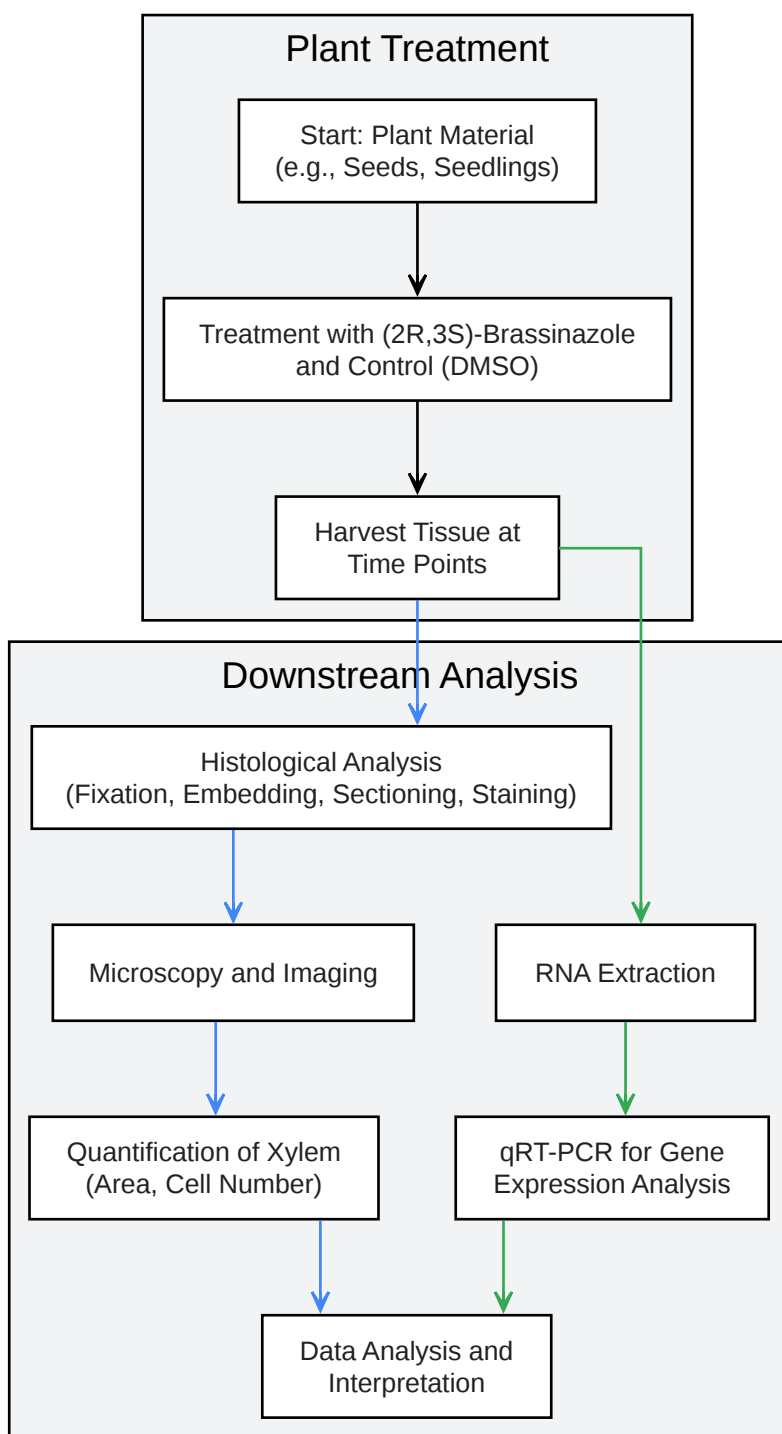 Plant Treatment
Start: Plant Material
(e.g., Seeds, Seedlings)
Treatment with (2R,3S)-Brassinazole
and Control (DMSO)
Harvest Tissue at
Time Points
Downstream Analysis
Histological Analysis
(Fixation, Embedding, Sectioning, Staining)
Microscopy and Imaging
RNA Extraction
Quantification of Xylem
(Area, Cell Number)
qRT-PCR for Gene
Expression Analysis
Data Analysis and
Interpretation